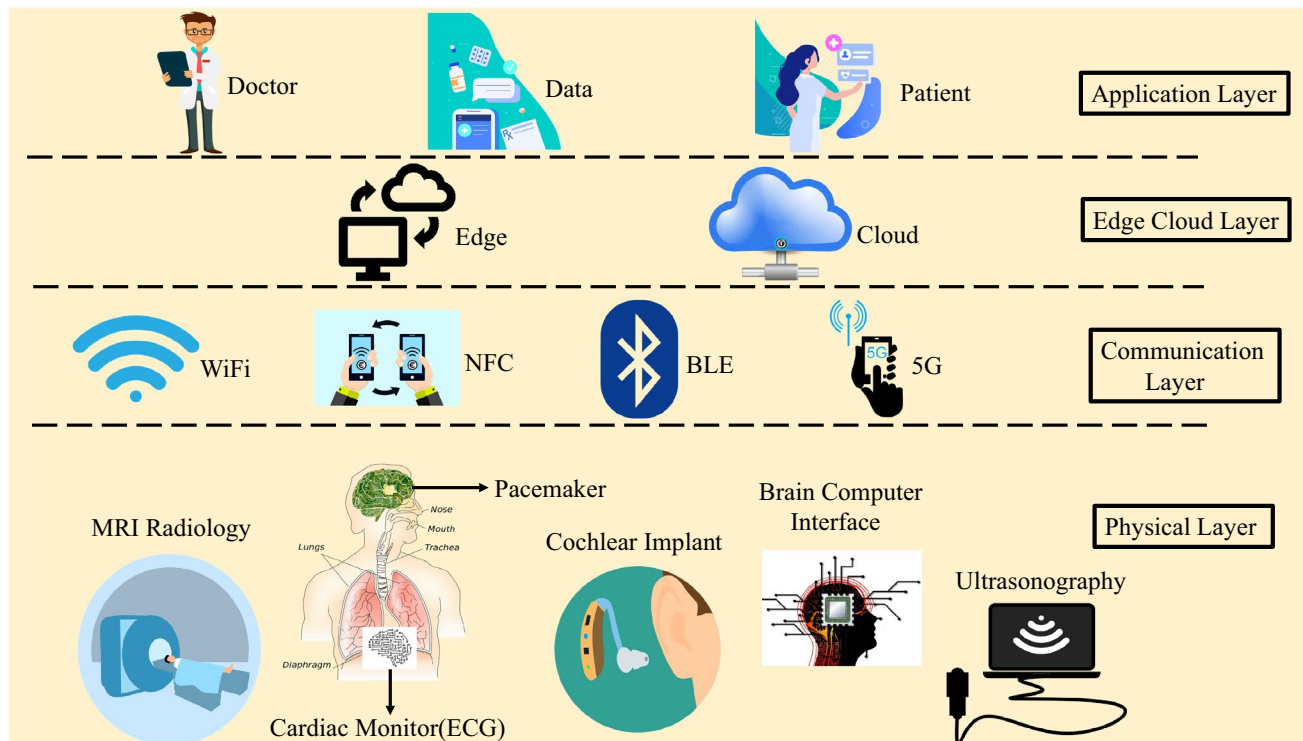 Doctor
Data
Patient
Application Layer
Edge
Cloud
Edge Cloud Layer
WiFi
NFC
BLE
5G
5G
Communication
Layer
MRI Radiology
Pacemaker
Nose
Mouth
Trachea
Lungs
Diaphragm
Cardiac Monitor(ECG)
Cochlear Implant
Brain Computer
Interface
Ultrasonography
Physical Layer